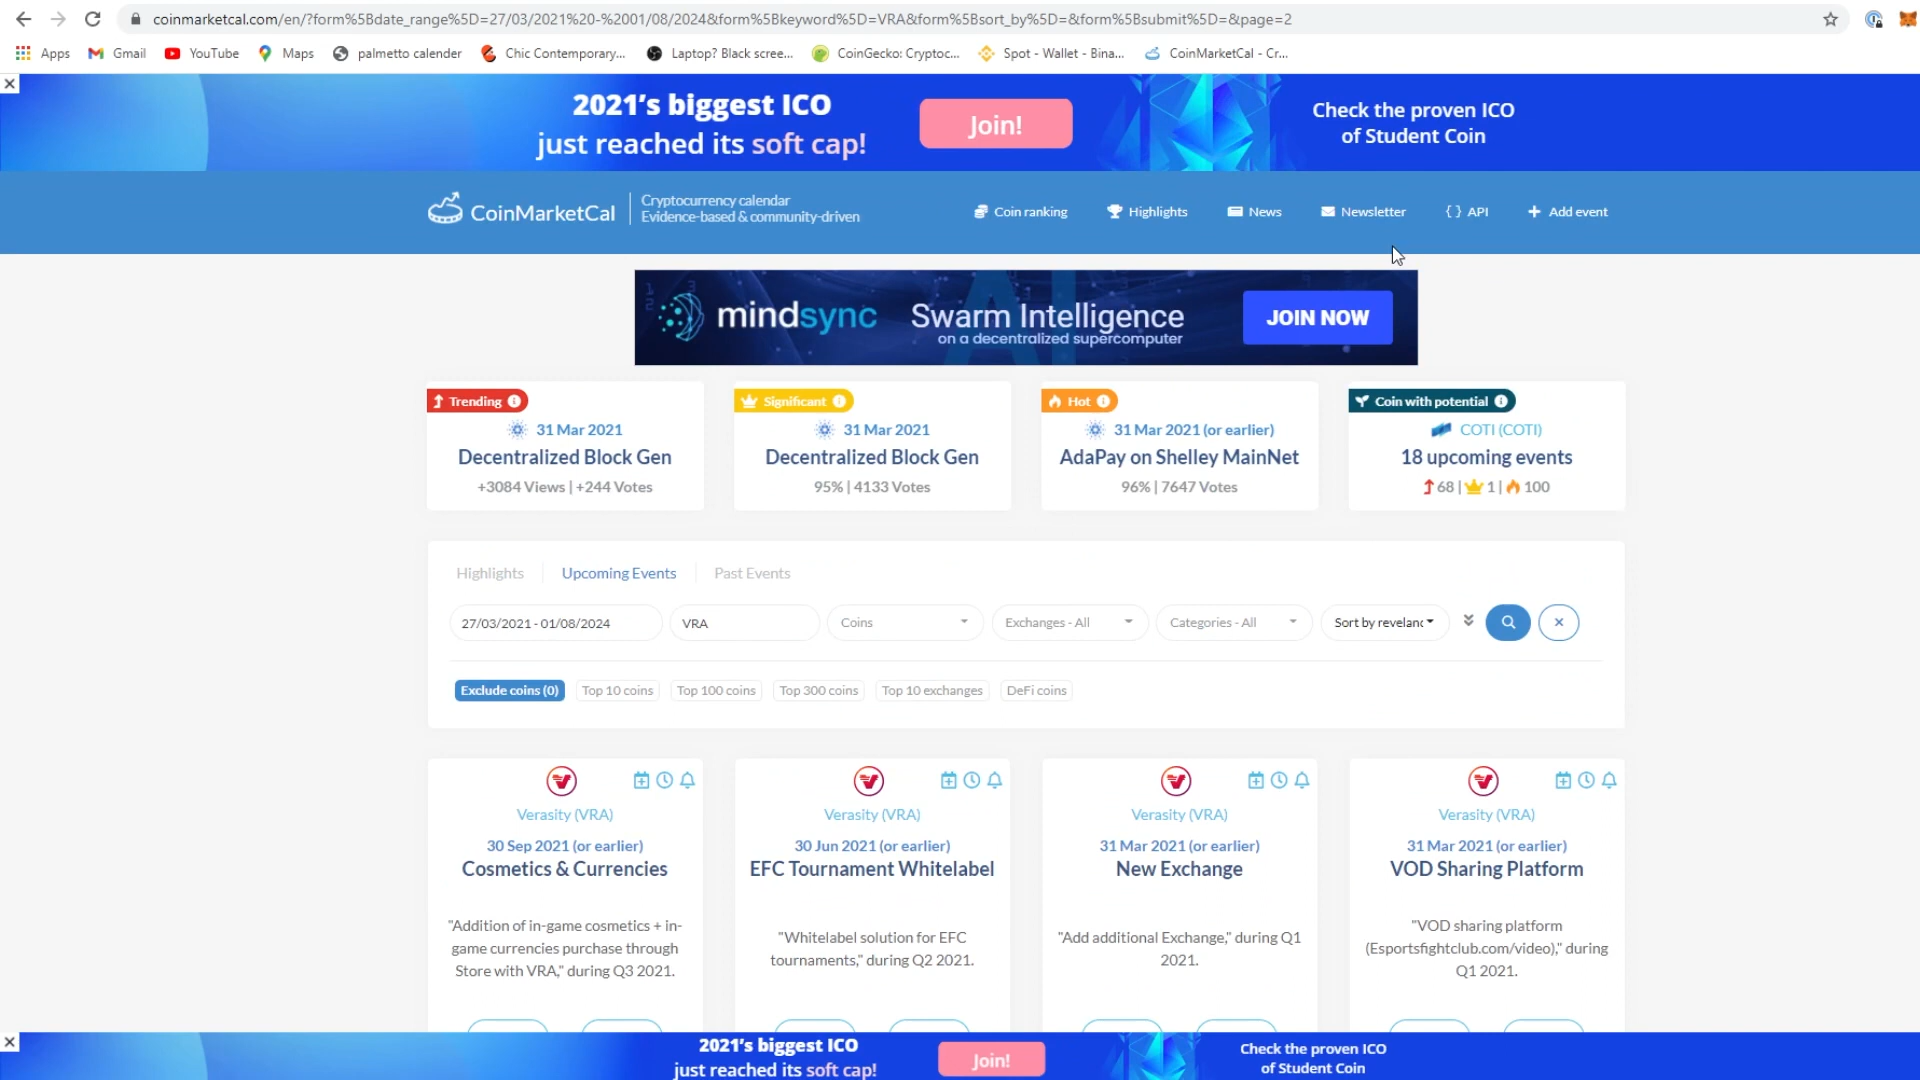 coinmarketcal.com/en/?form%5Bdate_range%5D=27/03/2021%20-%2001/08/2024&form%5Bkeyword%5D=VRA&form%5Bsort_by%5D=&form%5Bsubmit%5D=&page=2
Apps Gmail YouTube Maps palmetto calender Chic Contemporary... Laptop? Black scree... CoinGecko: Cryptoc... Spot - Wallet - Bina... CoinMarketCal - Cr...
2021's biggest ICO
just reached its soft cap!
Join!
Check the proven ICO
of Student Coin
CoinMarketCal
Cryptocurrency calendar
Evidence-based & community-driven
Coin ranking Highlights News Newsletter API Add event
mindsync
Swarm Intelligence
on a decentralized supercomputer
JOIN NOW
Trending
31 Mar 2021
Decentralized Block Gen
+3084 Views | +244 Votes
Significant
31 Mar 2021
Decentralized Block Gen
95% | 4133 Votes
Hot
31 Mar 2021 (or earlier)
AdaPay on Shelley MainNet
96% | 7647 Votes
Coin with potential
COTI (COTI)
18 upcoming events
68 | 1 | 100
Highlights Upcoming Events Past Events
27/03/2021 - 01/08/2024 VRA Coins Exchanges - All Categories - All Sort by revelanc
Exclude coins (0) Top 10 coins Top 100 coins Top 300 coins Top 10 exchanges DeFi coins
Verasity (VRA)
30 Sep 2021 (or earlier)
Cosmetics & Currencies
"Addition of in-game cosmetics + in-
game currencies purchase through
Store with VRA," during Q3 2021.
Verasity (VRA)
30 Jun 2021 (or earlier)
EFC Tournament Whitelabel
"Whitelabel solution for EFC
tournaments," during Q2 2021.
Verasity (VRA)
31 Mar 2021 (or earlier)
New Exchange
"Add additional Exchange," during Q1
2021.
Verasity (VRA)
31 Mar 2021 (or earlier)
VOD Sharing Platform
"VOD sharing platform
(Esportsfightclub.com/video)," during
Q1 2021.
2021's biggest ICO
just reached its soft cap!
Join!
Check the proven ICO
of Student Coin